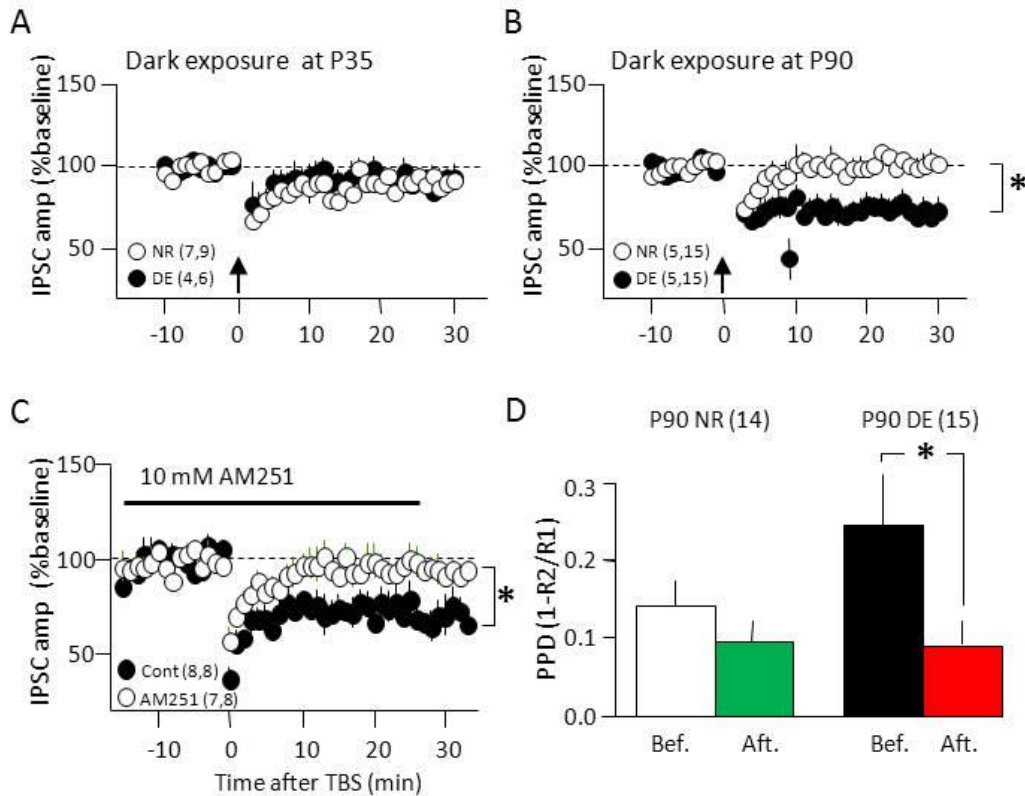 A
Dark exposure at P35
IPSC amp (%baseline)
150
100
50
NR (7,9)
DE (4,6)
-10 0 10 20 30
B
Dark exposure at P90
IPSC amp (%baseline)
150
100
50
NR (5,15)
DE (5,15)
*
-10 0 10 20 30
C
10 mM AM251
IPSC amp (%baseline)
150
100
50
Cont (8,8)
AM251 (7,8)
*
-10 0 10 20 30
Time after TBS (min)
D
P90 NR (14) P90 DE (15)
*
PPD (1-R2/R1)
0.3
0.2
0.1
0.0
Bef. Aft. Bef. Aft.